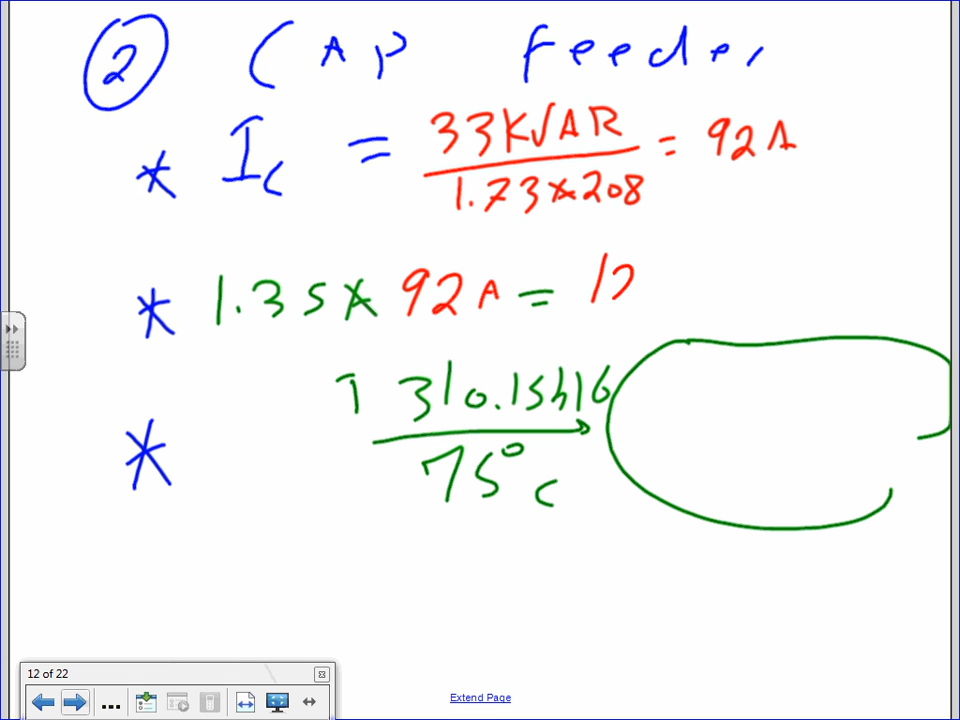 ② CAP Feeder
* Ic = 33KVAR / 1.73 x 208 = 92A
* 1.35 x 92A = 12
* T 310.15b16 / 75°C
12 of 22
...
Extend Page